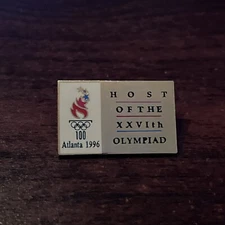 100
Atlanta 1996
HOST
OF THE
XXVIth
OLYMPIAD